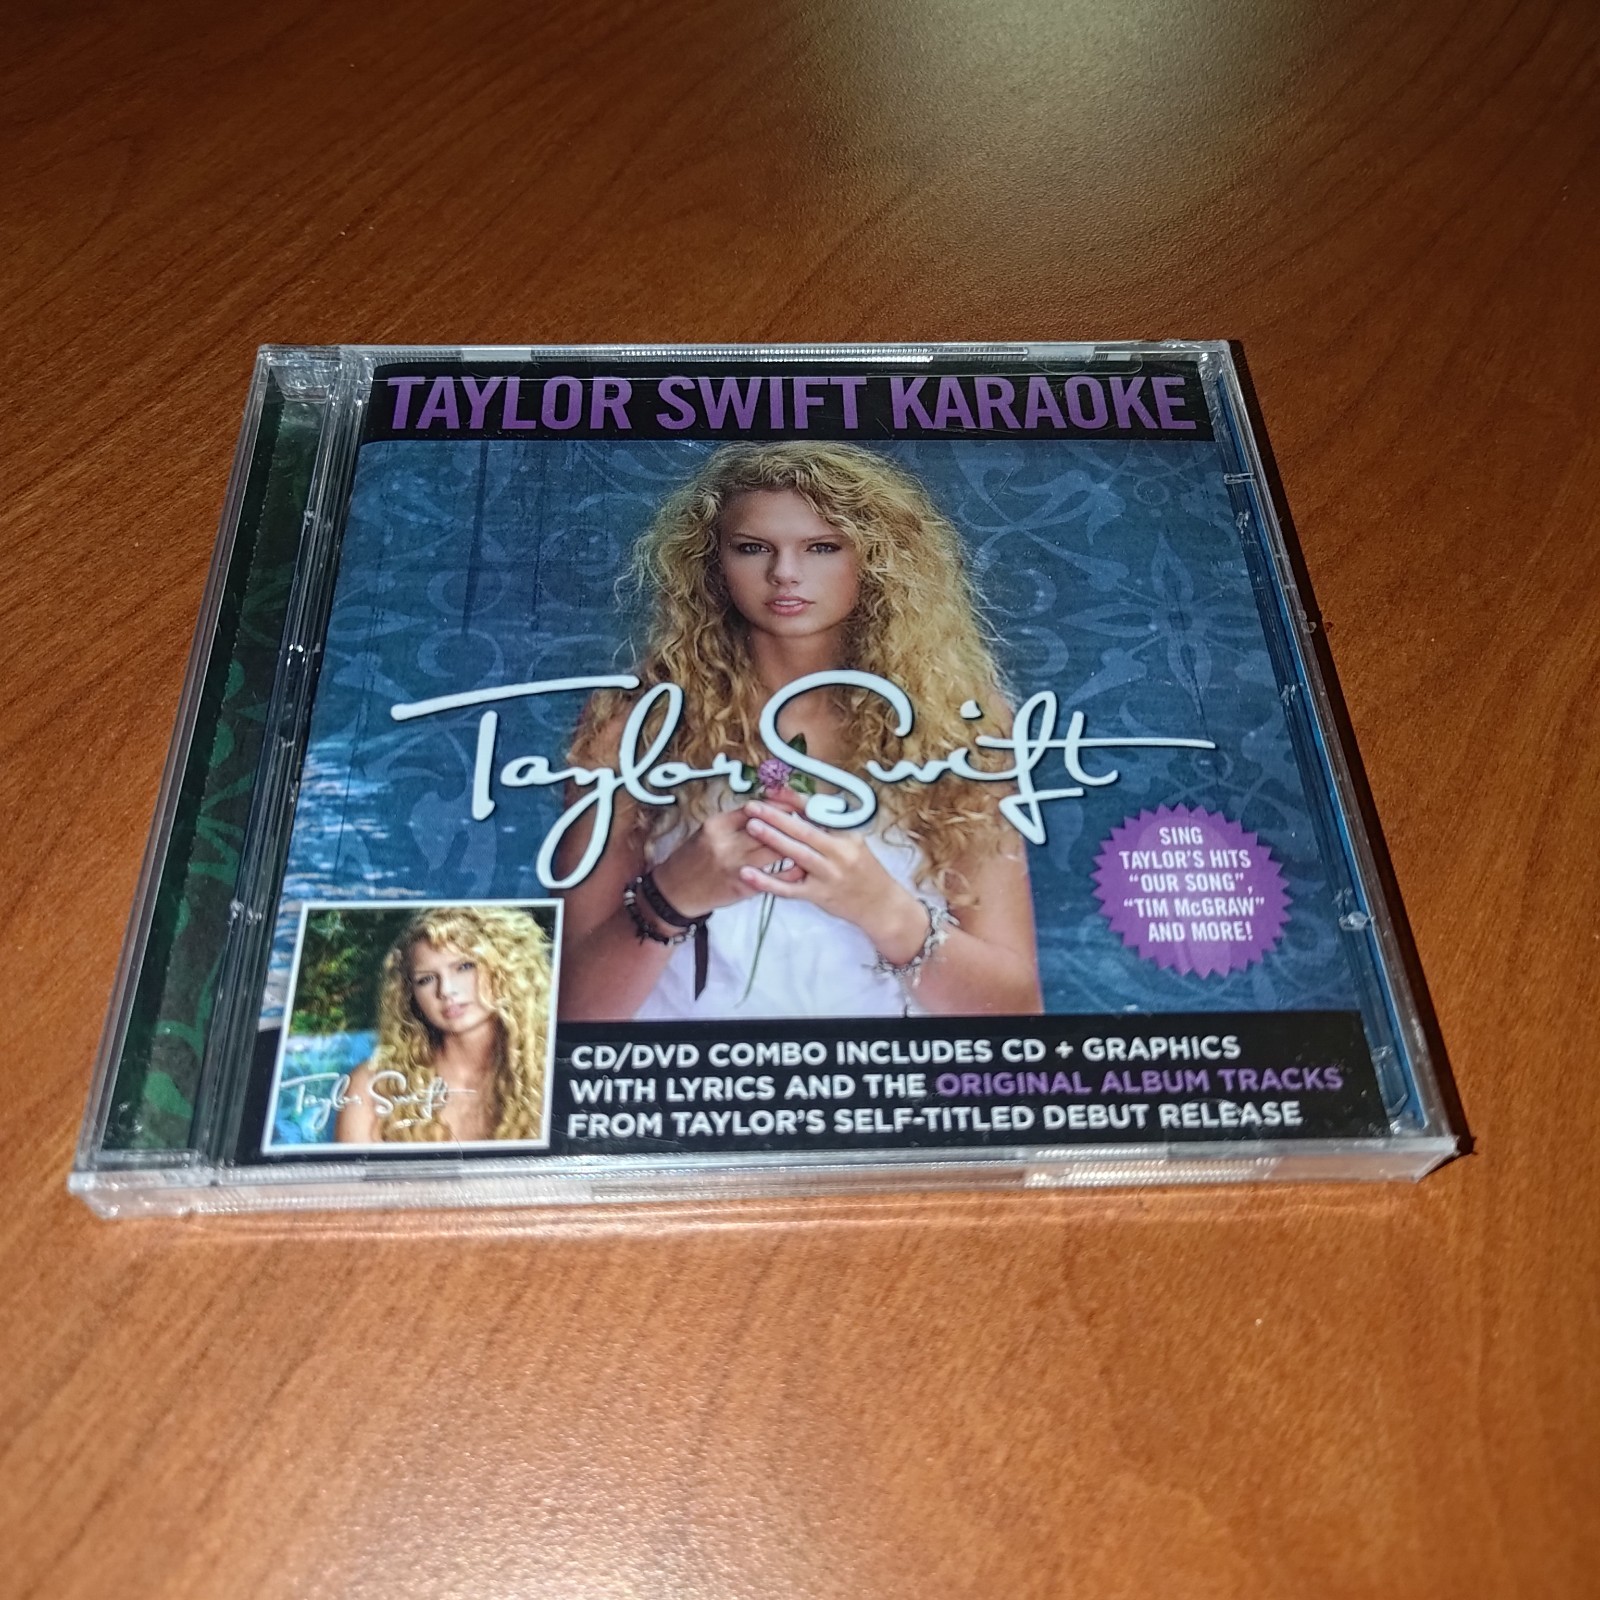 TAYLOR SWIFT KARAOKE
Taylor Swift
SING
TAYLOR'S HITS
"OUR SONG",
"TIM McGRAW"
AND MORE!
Taylor Swift
CD/DVD COMBO INCLUDES CD + GRAPHICS
WITH LYRICS AND THE ORIGINAL ALBUM TRACKS
FROM TAYLOR'S SELF-TITLED DEBUT RELEASE